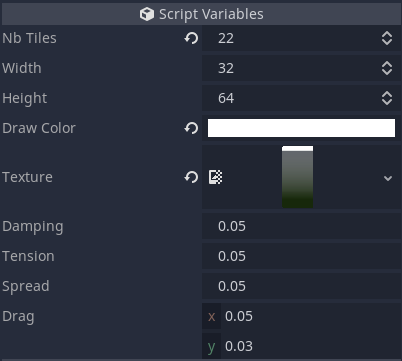 Script Variables
Nb Tiles 22
Width 32
Height 64
Draw Color
Texture
Damping 0.05
Tension 0.05
Spread 0.05
Drag x 0.05
y 0.03